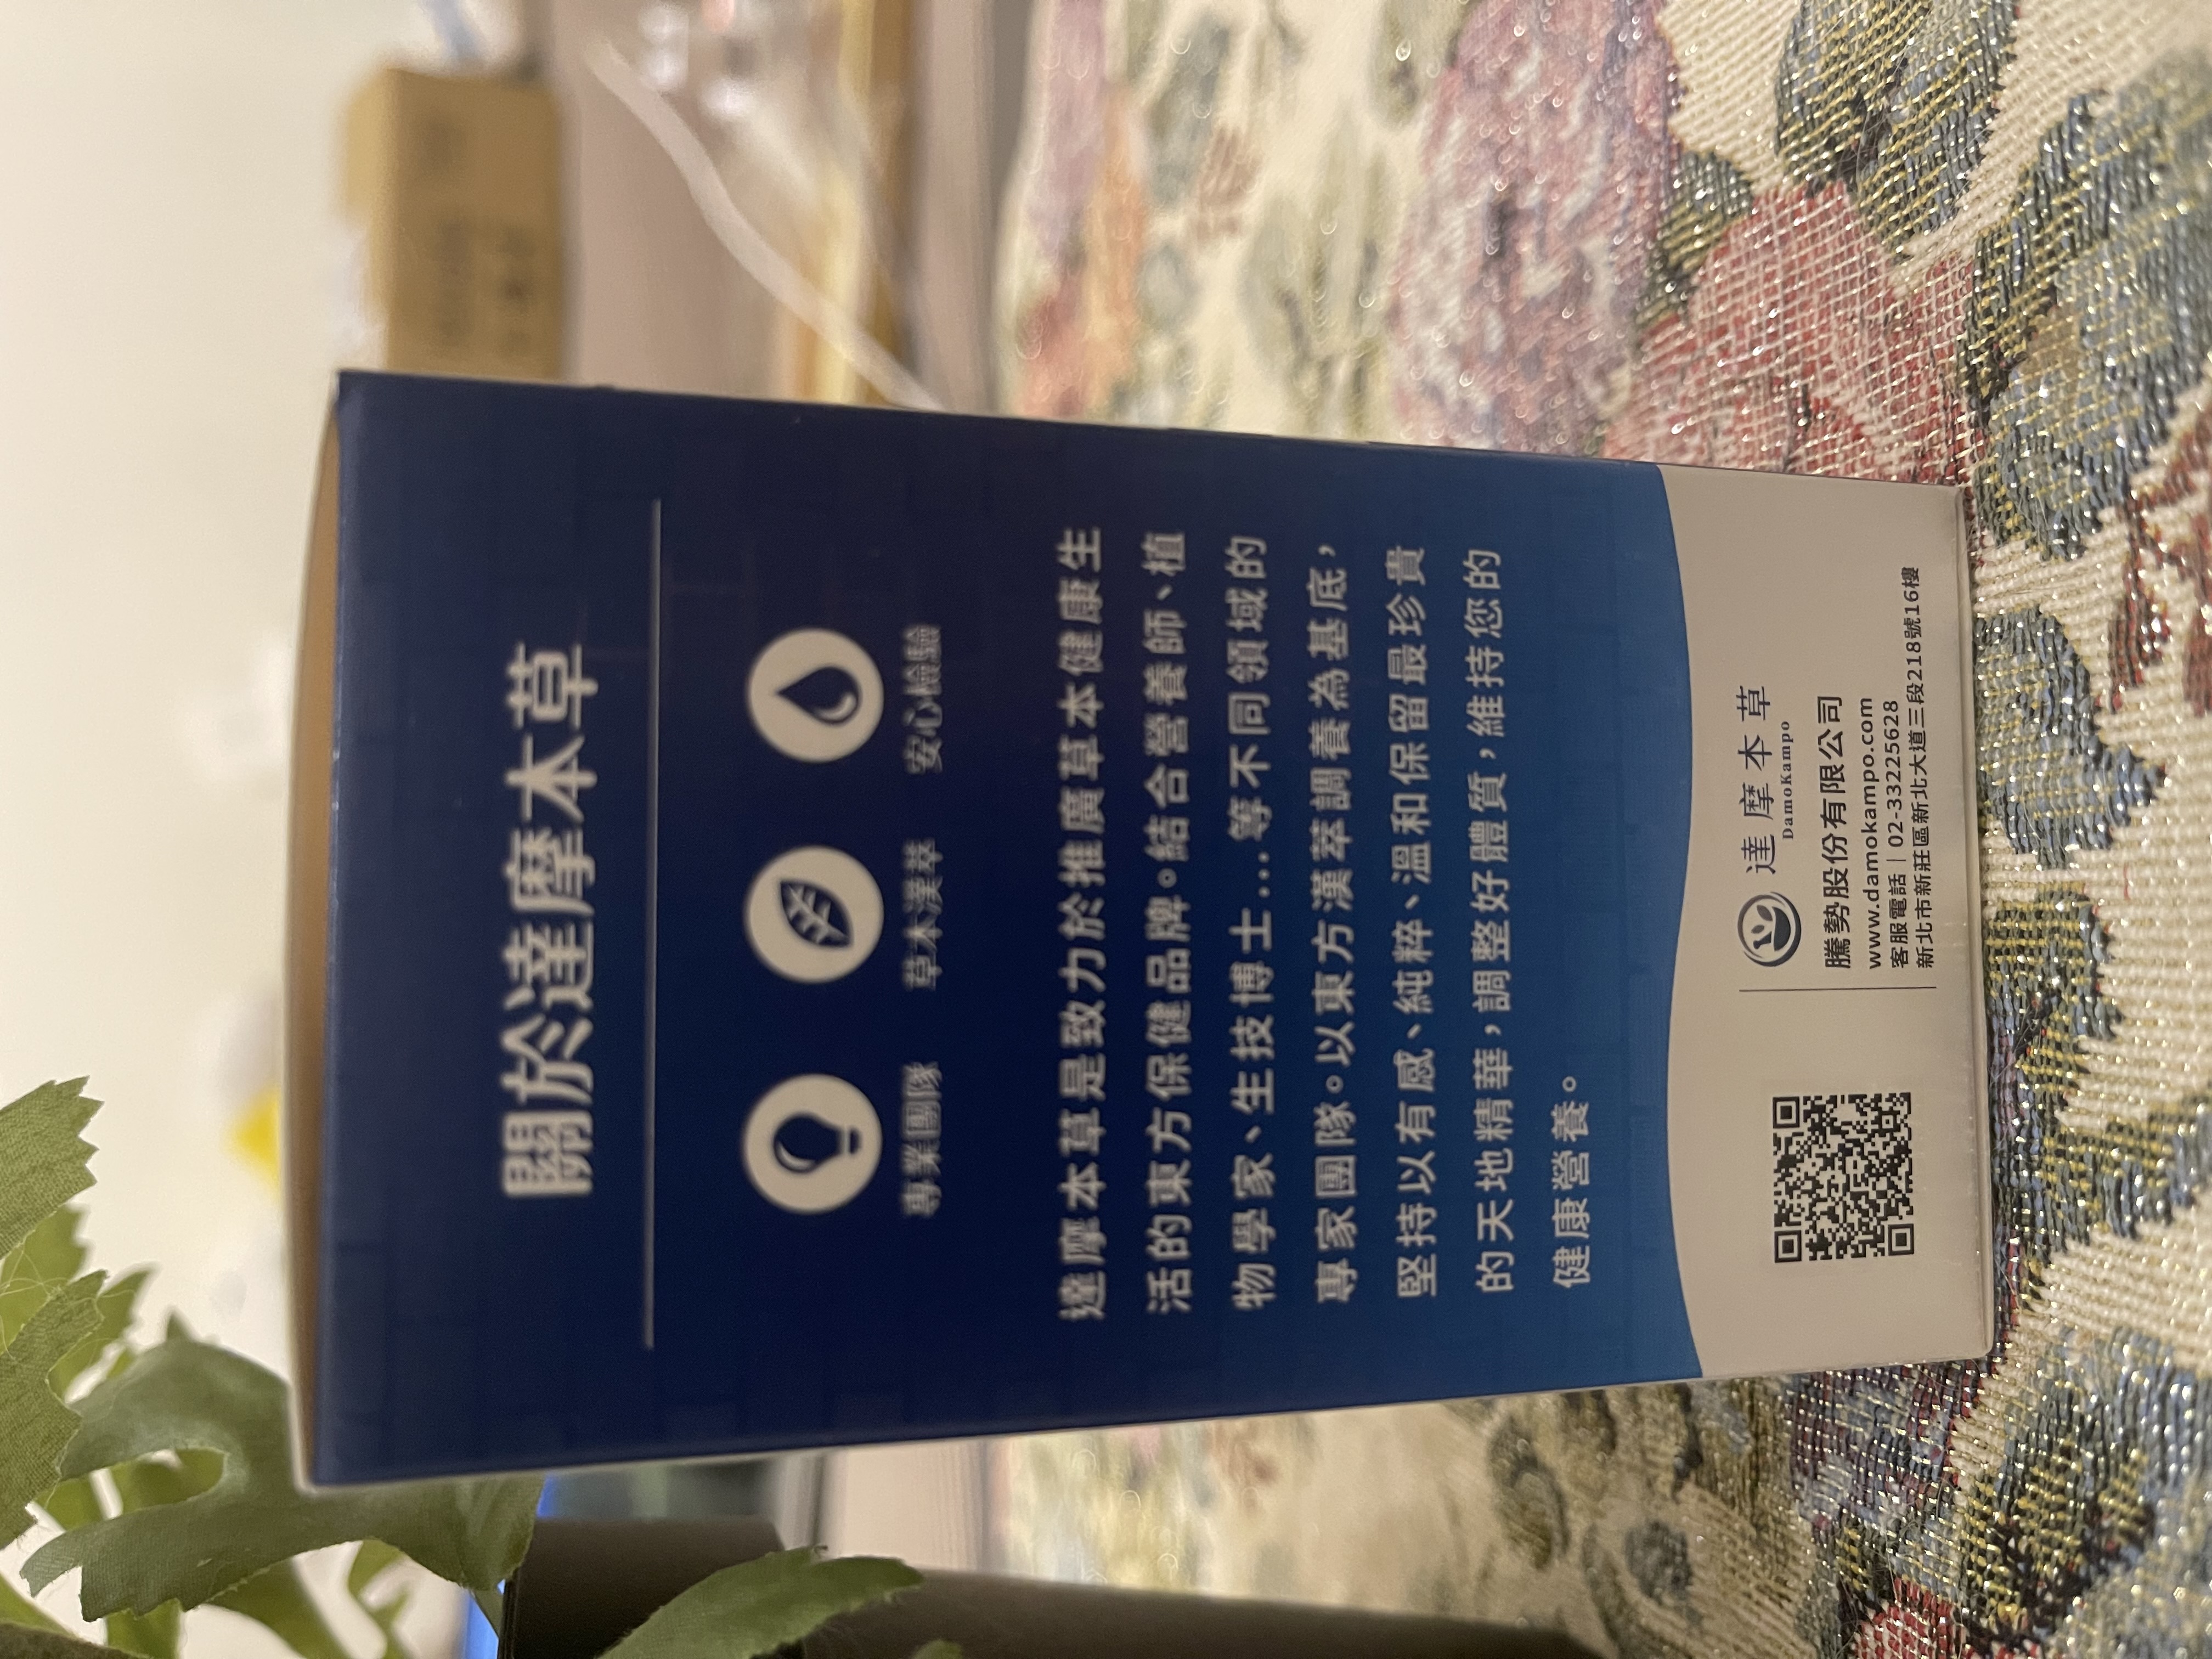 關於達摩本草
專業團隊
草本漢萃
安心檢驗
達摩本草是致力於推廣草本健康生
活的東方保健品牌。結合營養師、植
物學家、生技博士...等不同領域的
專家團隊。以東方漢萃調養為基底,
堅持以有感、純粹、溫和保留最珍貴
的天地精華,調整好體質,維持您的
健康營養。
達摩本草
DamoKampo
騰勢股份有限公司
www.damokampo.com
客服電話|02-33225628
新北市新莊區新北大道三段218號16樓